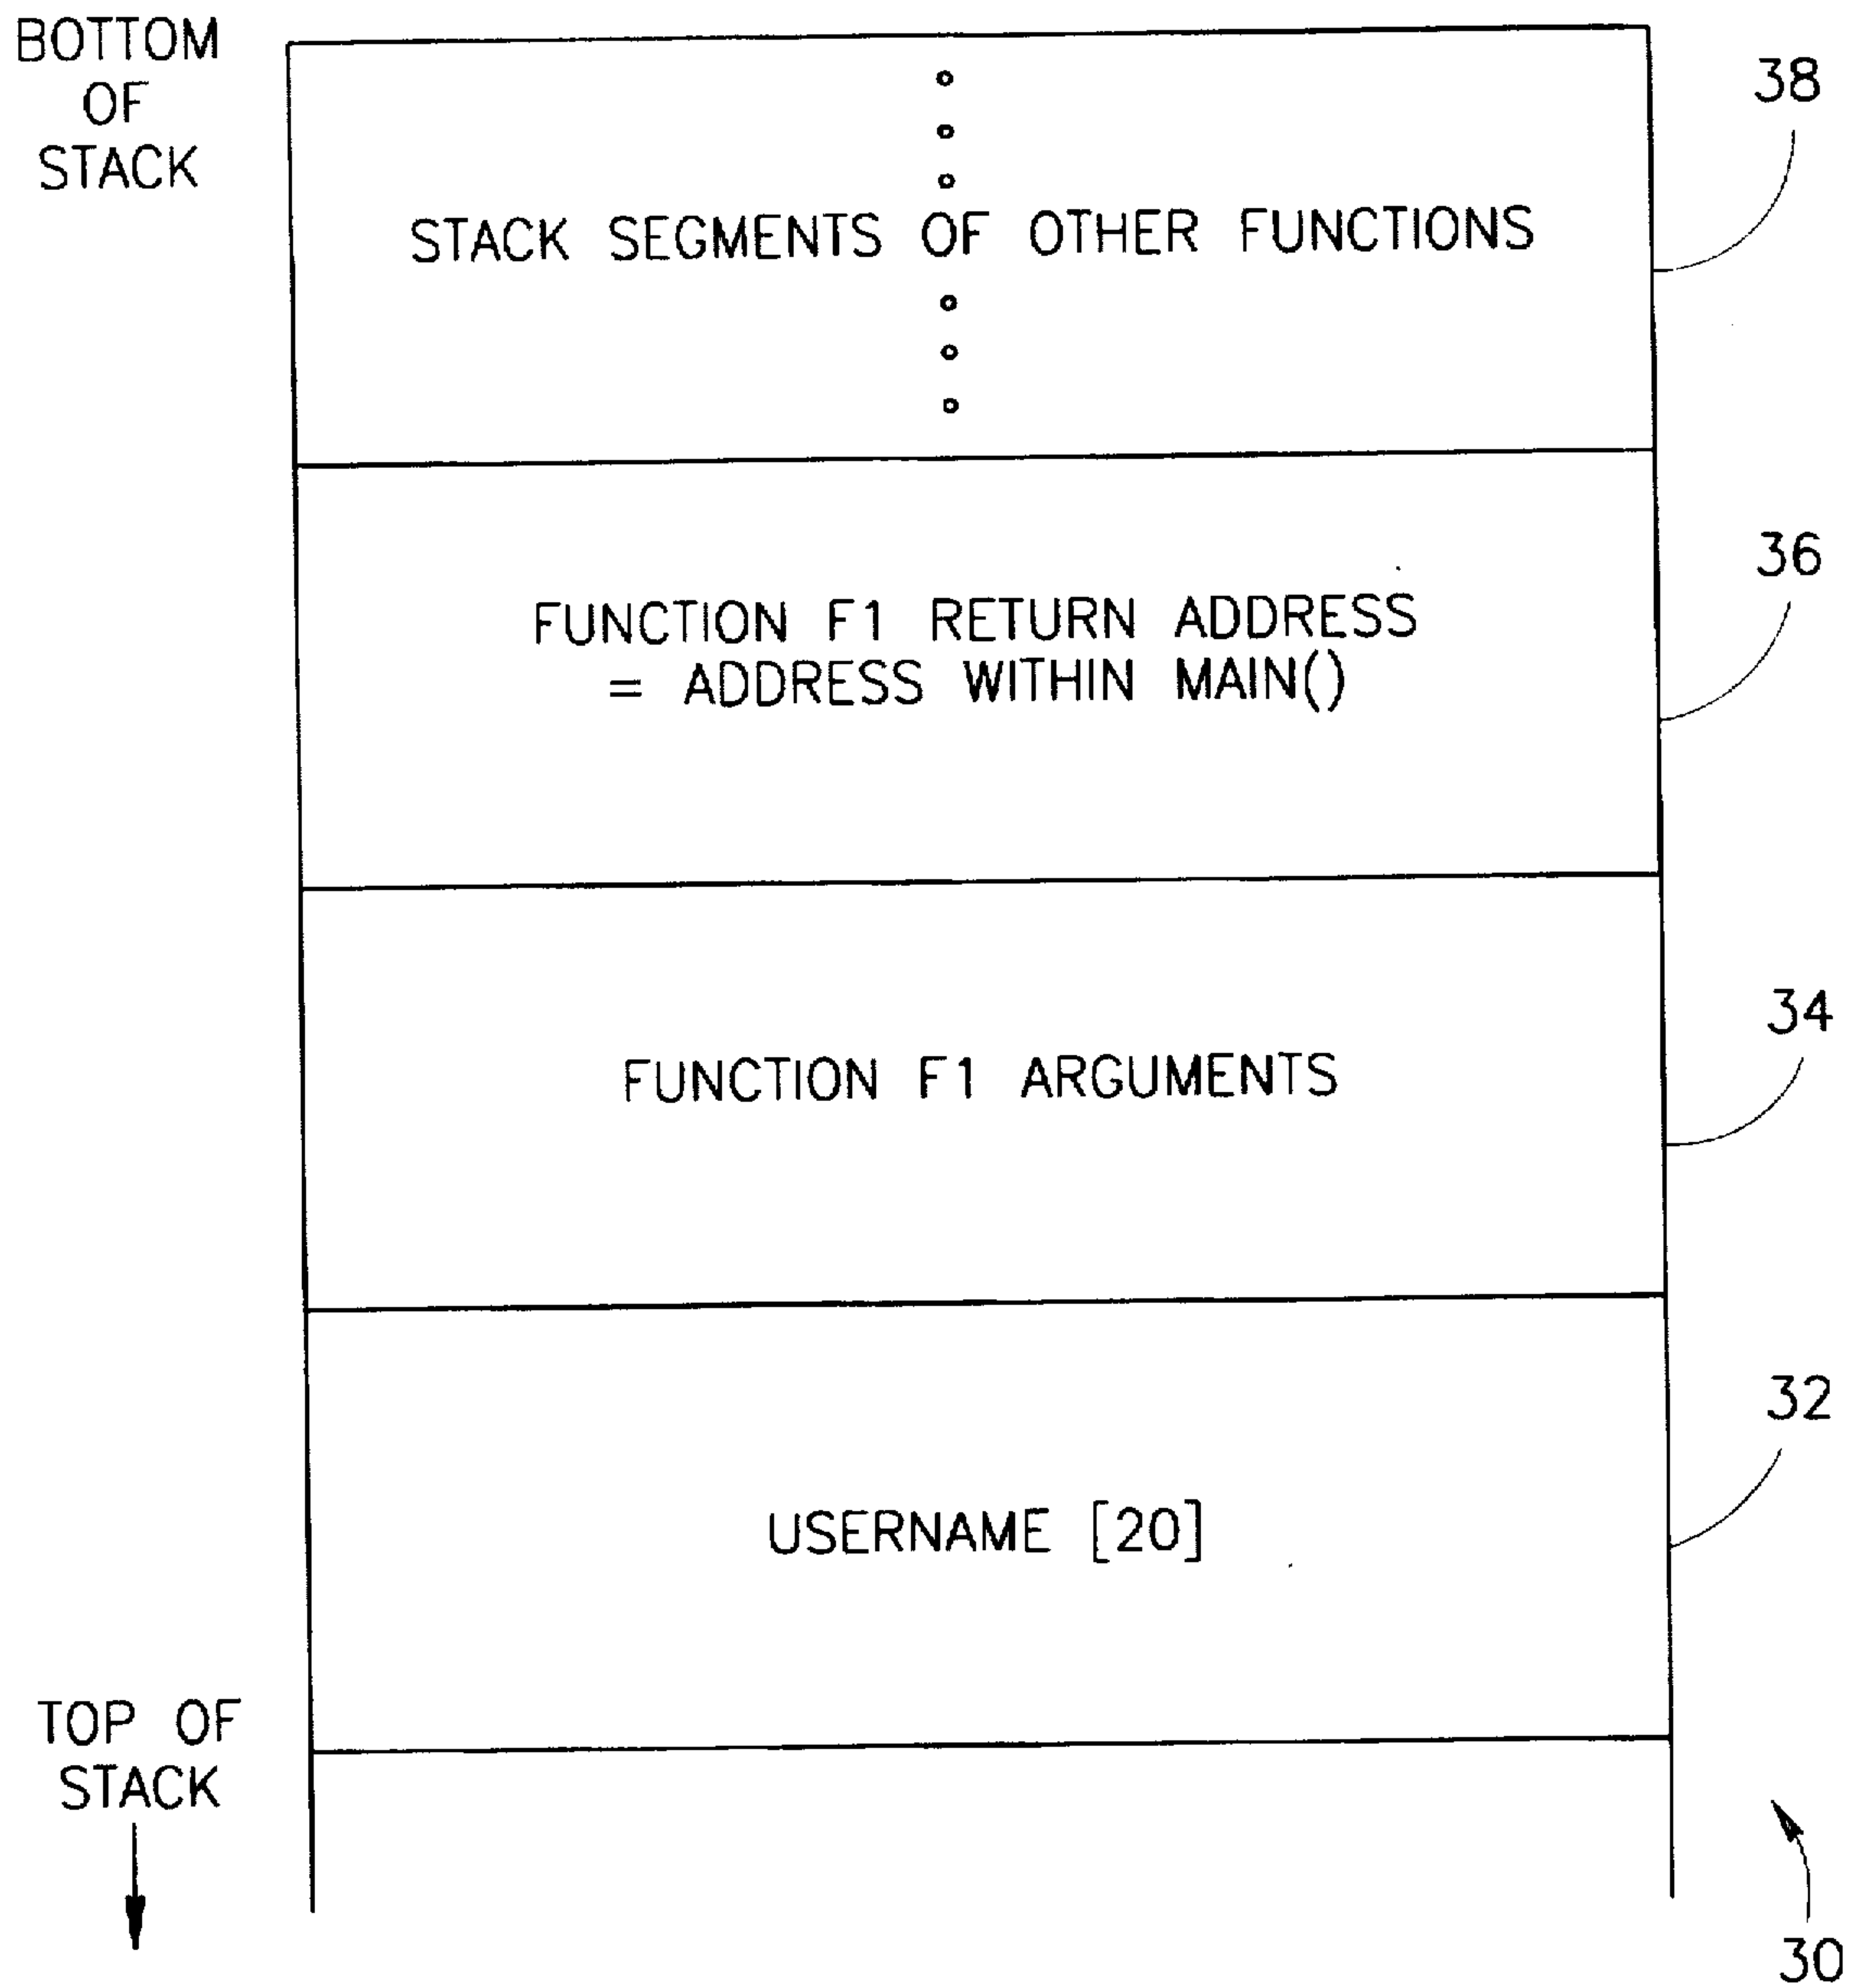 BOTTOM
OF
STACK
38
STACK SEGMENTS OF OTHER FUNCTIONS
36
FUNCTION F1 RETURN ADDRESS
= ADDRESS WITHIN MAIN()
34
FUNCTION F1 ARGUMENTS
32
USERNAME [20]
TOP OF
STACK
30